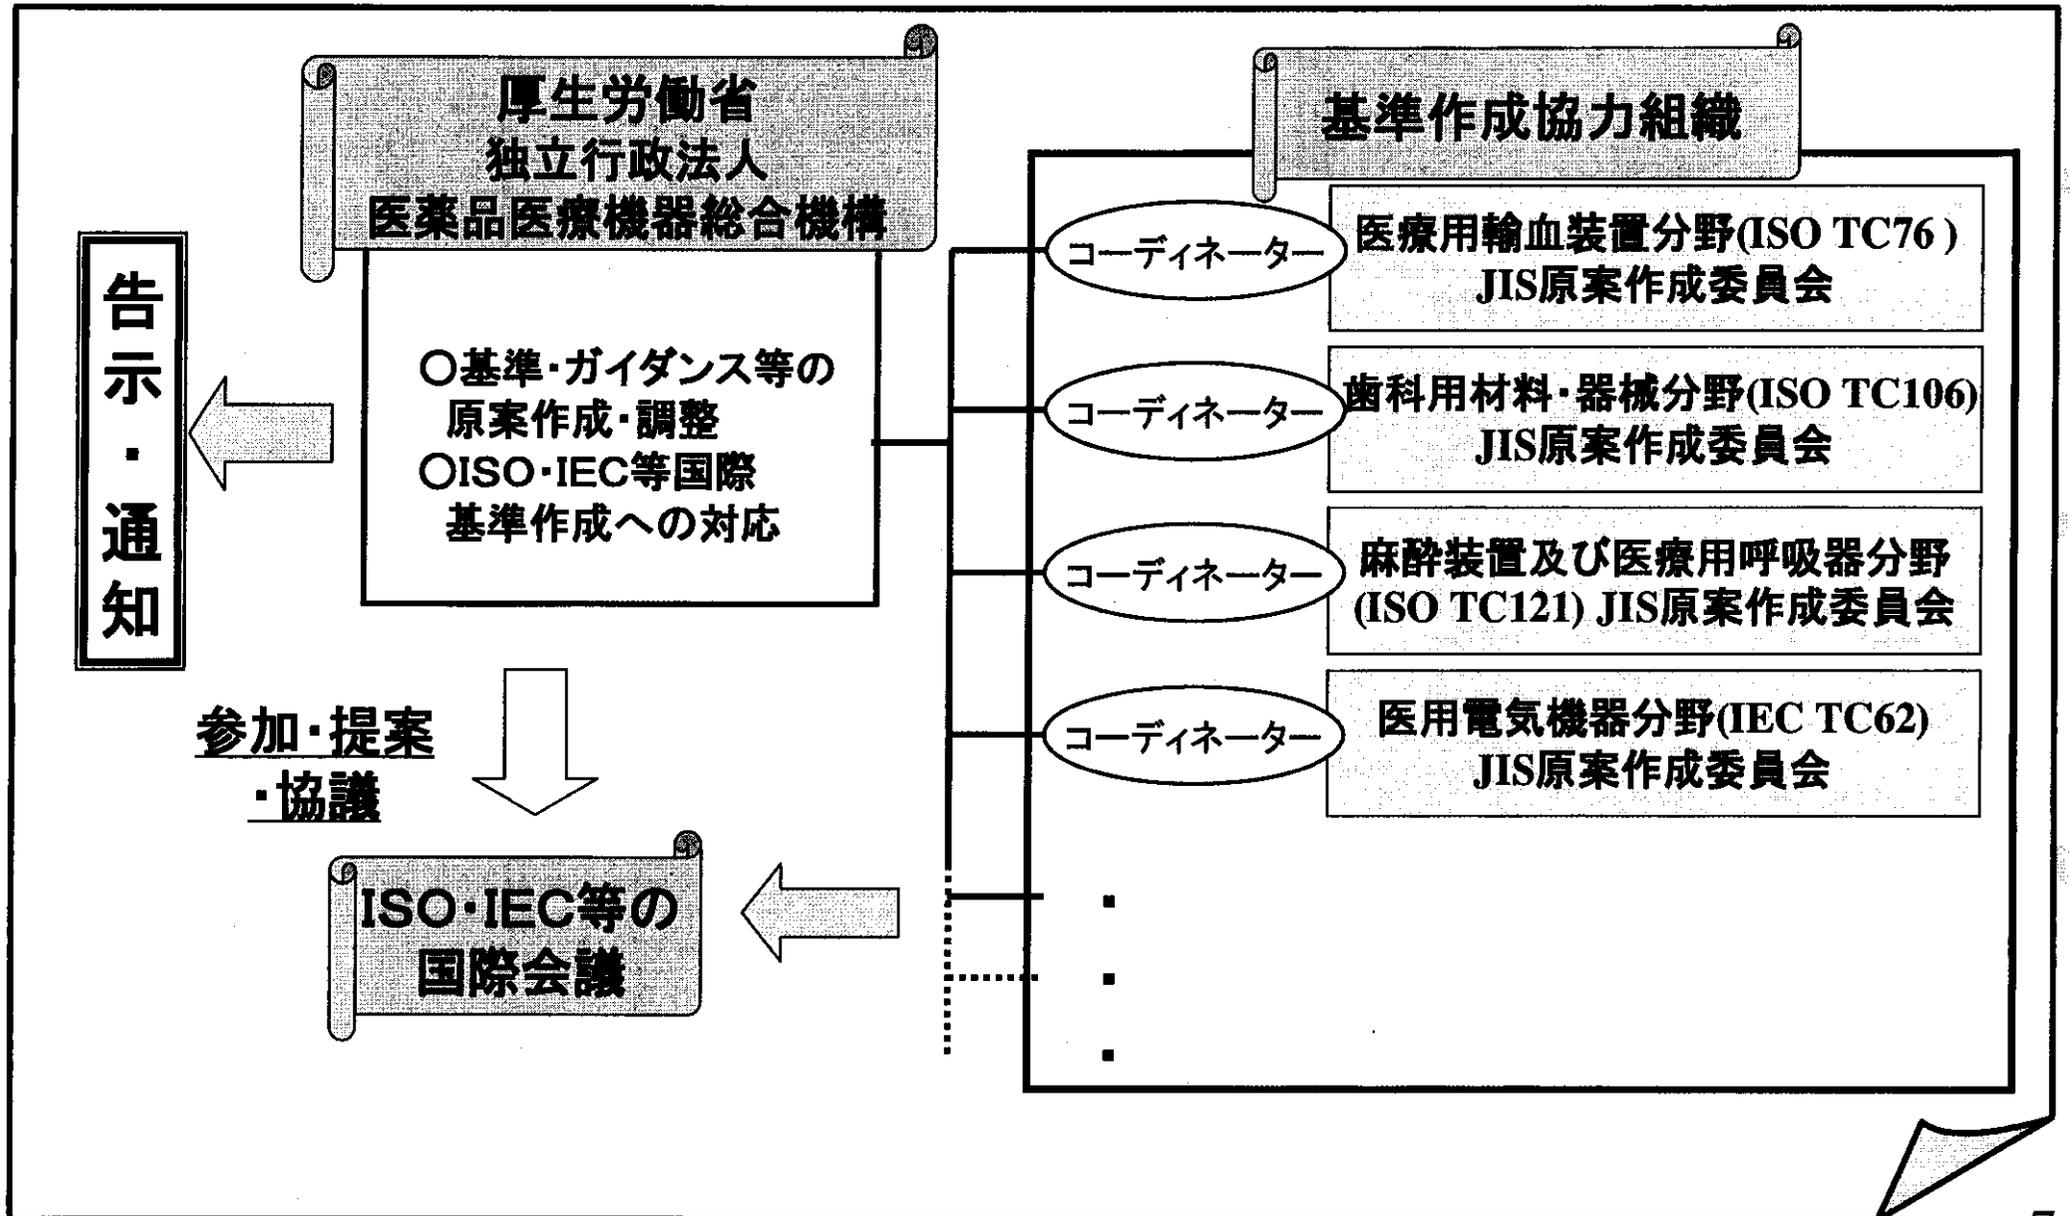 厚生労働省
独立行政法人
医薬品医療機器総合機構
告示・通知
○基準・ガイダンス等の
原案作成・調整
○ISO・IEC等国際
基準作成への対応
参加・提案
・協議
ISO・IEC等の
国際会議
基準作成協力組織
コーディネーター
医療用輸血装置分野(ISO TC76 )
JIS原案作成委員会
コーディネーター
歯科用材料・器械分野(ISO TC106)
JIS原案作成委員会
コーディネーター
麻酔装置及び医療用呼吸器分野
(ISO TC121) JIS原案作成委員会
コーディネーター
医用電気機器分野(IEC TC62)
JIS原案作成委員会